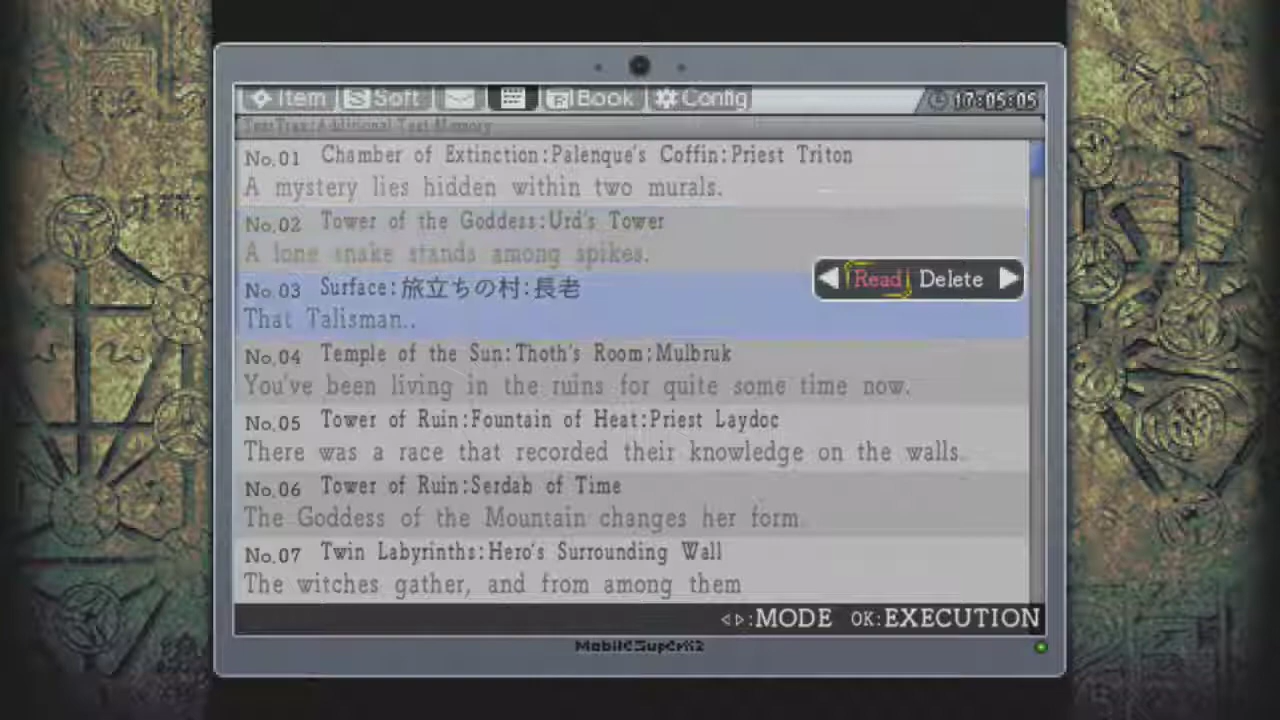 Item Soft Book Config 17:05:05
TextTrax:Additional Text Memory
No.01 Chamber of Extinction:Palenque's Coffin:Priest Triton
A mystery lies hidden within two murals.
No.02 Tower of the Goddess:Urd's Tower
A lone snake stands among spikes.
No.03 Surface:旅立ちの村:長老
Read Delete
That Talisman..
No.04 Temple of the Sun:Thoth's Room:Mulbruk
You've been living in the ruins for quite some time now.
No.05 Tower of Ruin:Fountain of Heat:Priest Laydoc
There was a race that recorded their knowledge on the walls.
No.06 Tower of Ruin:Serdab of Time
The Goddess of the Mountain changes her form.
No.07 Twin Labyrinths:Hero's Surrounding Wall
The witches gather, and from among them
:MODE OK:EXECUTION